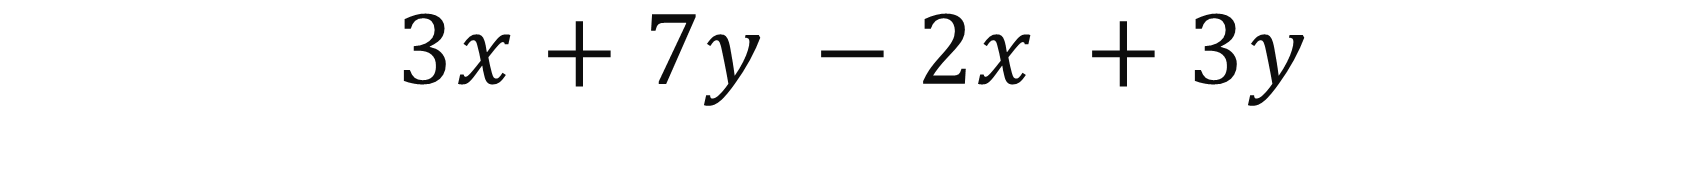 3x + 7y − 2x + 3y